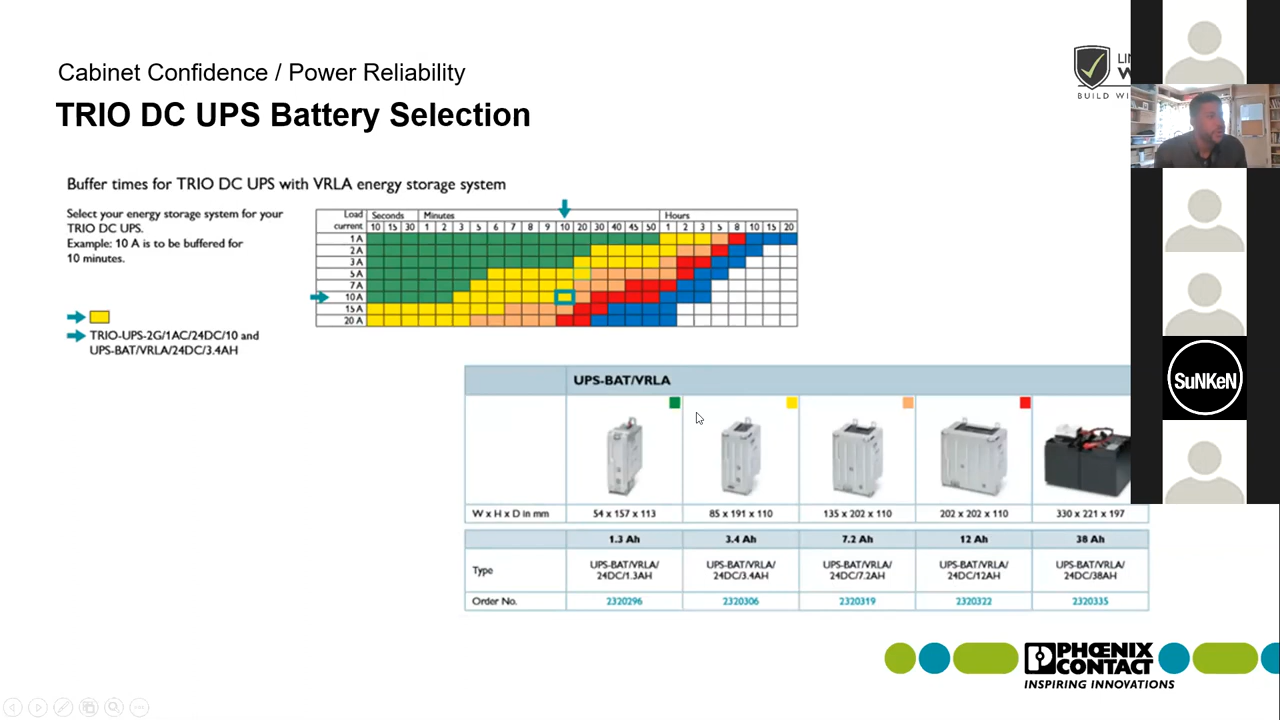 Cabinet Confidence / Power Reliability
TRIO DC UPS Battery Selection
BUILD WI
Buffer times for TRIO DC UPS with VRLA energy storage system
Select your energy storage system for your
TRIO DC UPS.
Example: 10 A is to be buffered for
10 minutes.
TRIO-UPS-2G/1AC/24DC/10 and
UPS-BAT/VRLA/24DC/3.4AH
Load Seconds Minutes Hours
current 10 15 30 1 2 3 5 6 7 8 9 10 20 30 40 45 50 1 2 3 5 8 10 15 20
1 A
2 A
3 A
5 A
7 A
10 A
15 A
20 A
UPS-BAT/VRLA
W x H x D in mm 54 x 157 x 113 85 x 191 x 110 135 x 202 x 110 202 x 202 x 110 330 x 221 x 197
1.3 Ah 3.4 Ah 7.2 Ah 12 Ah 38 Ah
Type UPS-BAT/VRLA/ UPS-BAT/VRLA/ UPS-BAT/VRLA/ UPS-BAT/VRLA/ UPS-BAT/VRLA/
24DC/1.3AH 24DC/3.4AH 24DC/7.2AH 24DC/12AH 24DC/38AH
Order No. 2320296 2320306 2320319 2320322 2320335
SuNKeN
PHŒNIX
CONTACT
INSPIRING INNOVATIONS